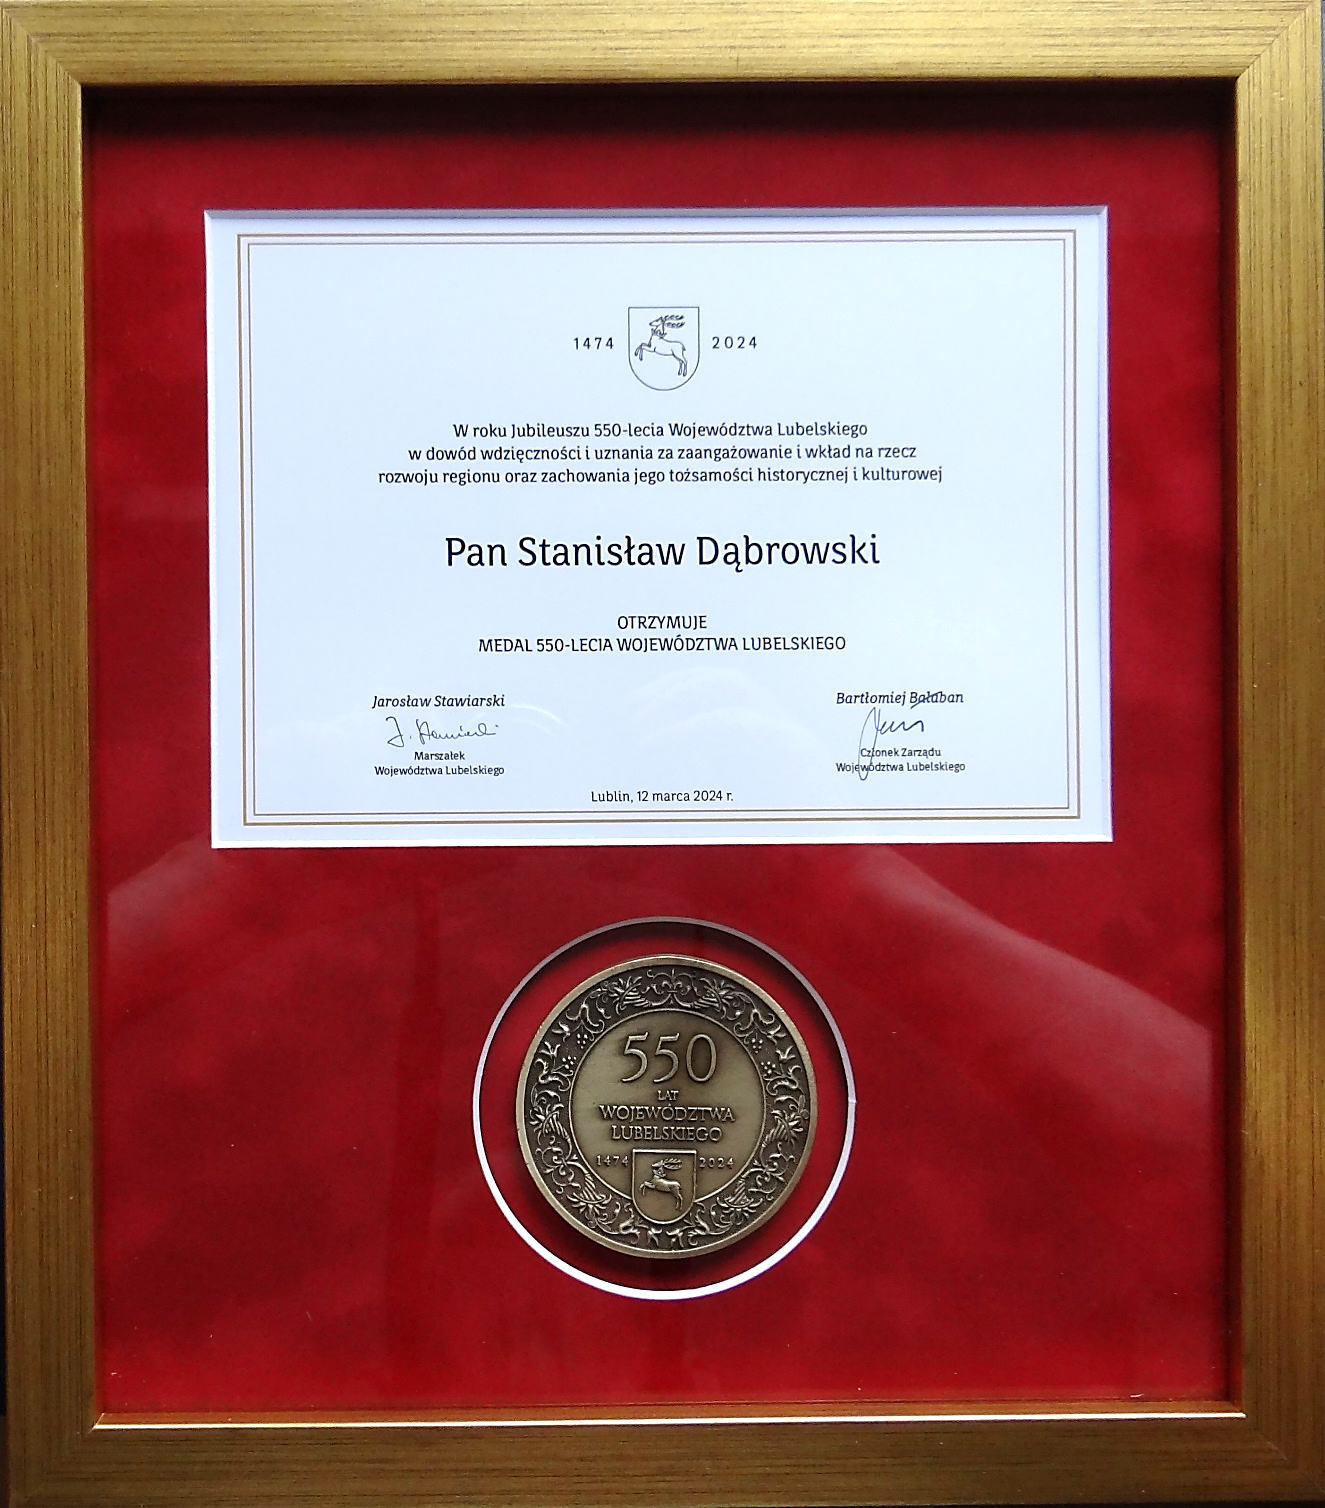 1474 2024
W roku Jubileuszu 550-lecia Województwa Lubelskiego
w dowód wdzięczności i uznania za zaangażowanie i wkład na rzecz
rozwoju regionu oraz zachowania jego tożsamości historycznej i kulturowej
Pan Stanisław Dąbrowski
OTRZYMUJE
MEDAL 550-LECIA WOJEWÓDZTWA LUBELSKIEGO
Jarosław Stawiarski
J. Stawiarski
Marszałek
Województwa Lubelskiego
Bartłomiej Bałaban
Członek Zarządu
Województwa Lubelskiego
Lublin, 12 marca 2024 r.
550
LAT
WOJEWÓDZTWA
LUBELSKIEGO
1474 2024